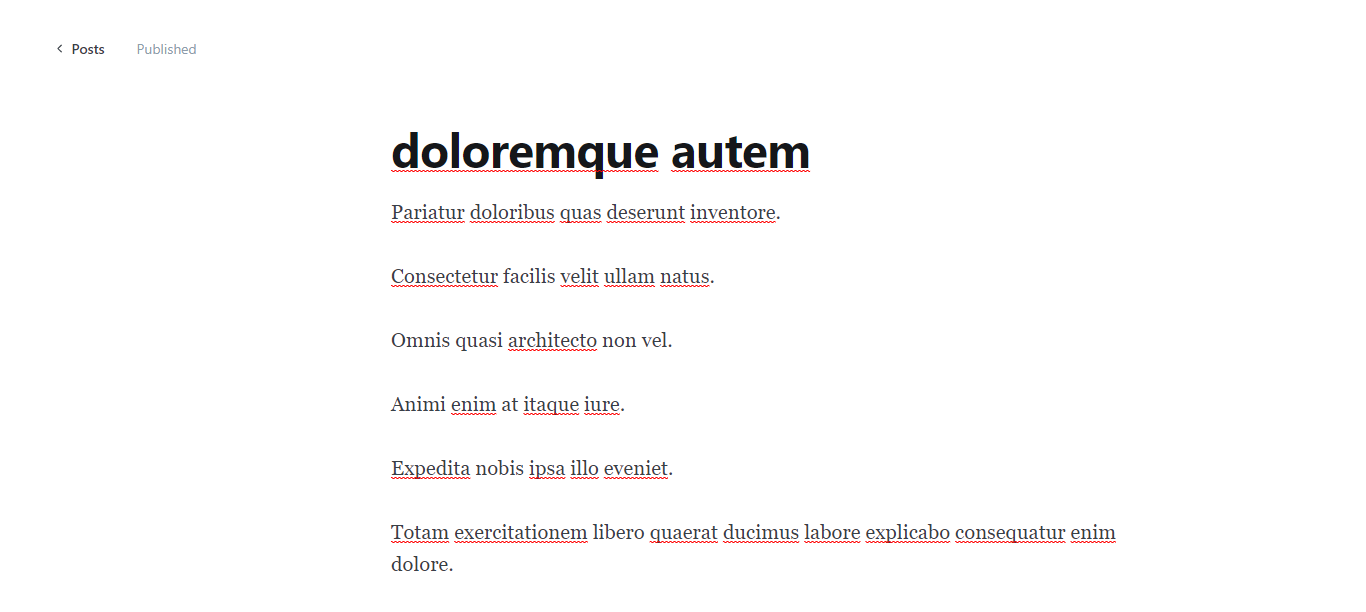 Posts Published
doloremque autem
Pariatur doloribus quas deserunt inventore.
Consectetur facilis velit ullam natus.
Omnis quasi architecto non vel.
Animi enim at itaque iure.
Expedita nobis ipsa illo eveniet.
Totam exercitationem libero quaerat ducimus labore explicabo consequatur enim
dolore.